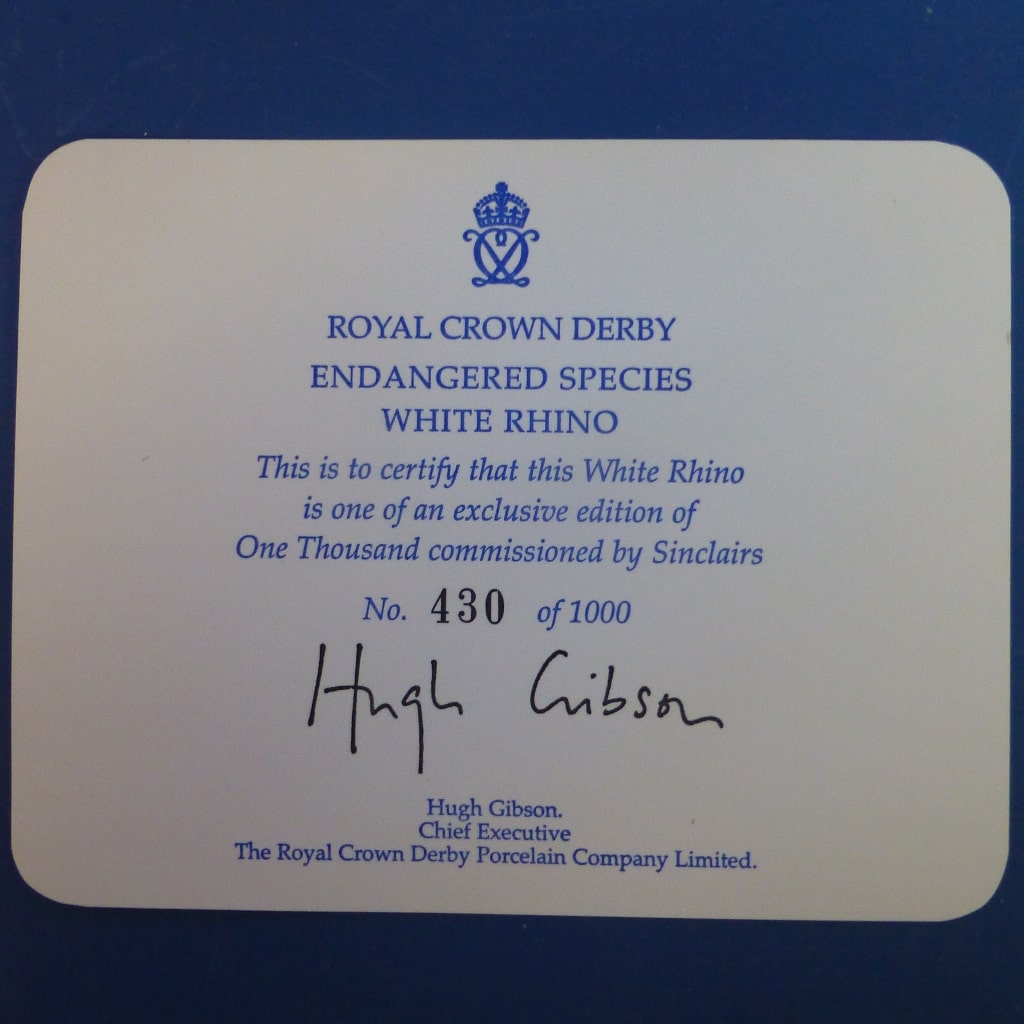 ROYAL CROWN DERBY
ENDANGERED SPECIES
WHITE RHINO
This is to certify that this White Rhino
is one of an exclusive edition of
One Thousand commissioned by Sinclairs
No. 430 of 1000
Hugh Gibson
Hugh Gibson.
Chief Executive
The Royal Crown Derby Porcelain Company Limited.